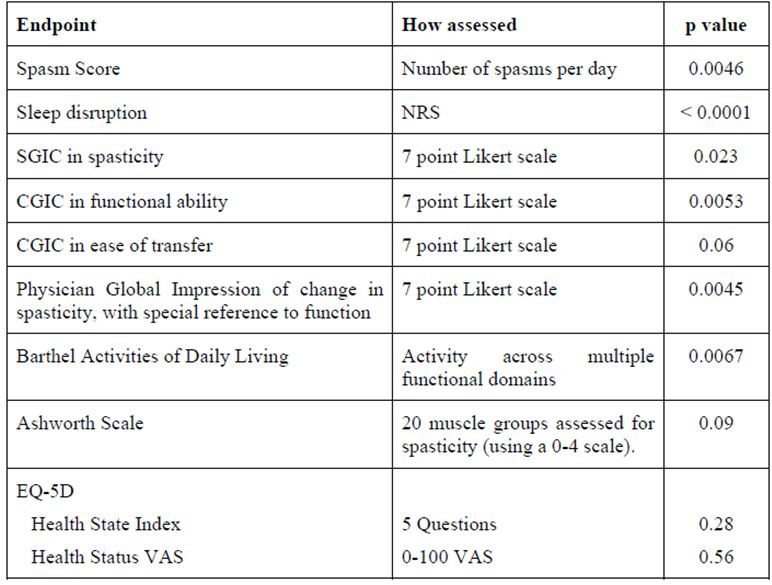 Endpoint How assessed p value
Spasm Score Number of spasms per day 0.0046
Sleep disruption NRS < 0.0001
SGIC in spasticity 7 point Likert scale 0.023
CGIC in functional ability 7 point Likert scale 0.0053
CGIC in ease of transfer 7 point Likert scale 0.06
Physician Global Impression of change in 7 point Likert scale 0.0045
spasticity, with special reference to function
Barthel Activities of Daily Living Activity across multiple 0.0067
functional domains
Ashworth Scale 20 muscle groups assessed for 0.09
spasticity (using a 0-4 scale).
EQ-5D
Health State Index 5 Questions 0.28
Health Status VAS 0-100 VAS 0.56